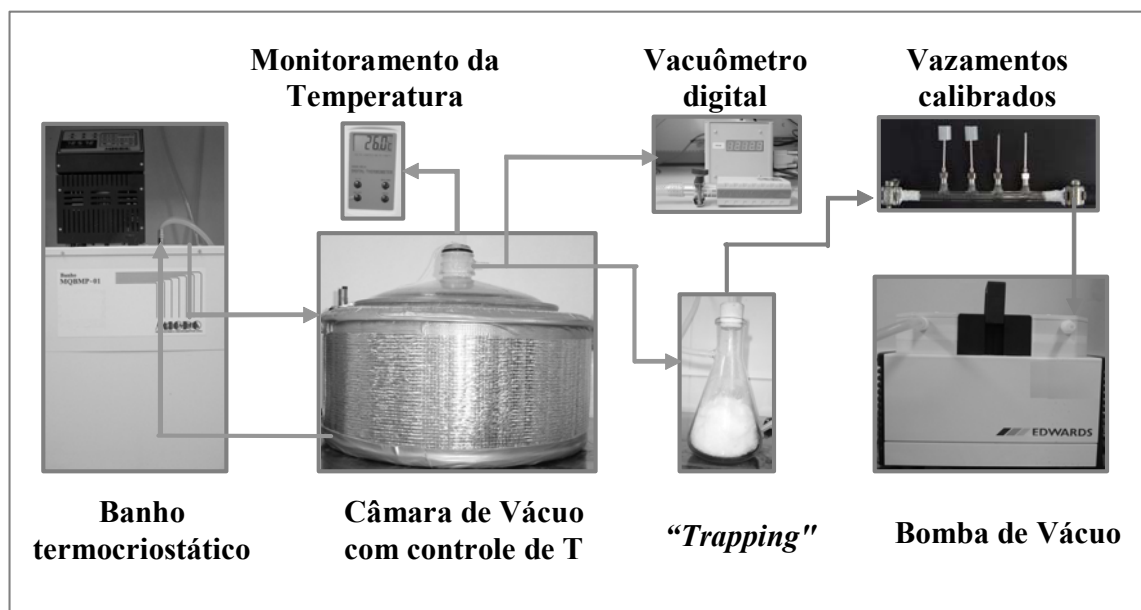 Monitoramento da
Temperatura
Vacuômetro
digital
Vazamentos
calibrados
26.0c
Banho
MQBMP-01
EDWARDS
Banho
termocriostático
Câmara de Vácuo
com controle de T
“Trapping"
Bomba de Vácuo